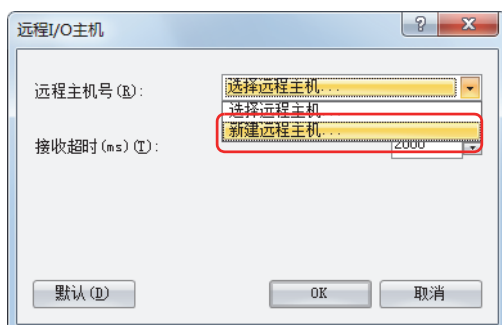 远程I/O主机
远程主机号(R):
选择远程主机...
选择远程主机
新建远程主机...
接收超时(ms)(T):
2000
默认(D)
OK
取消